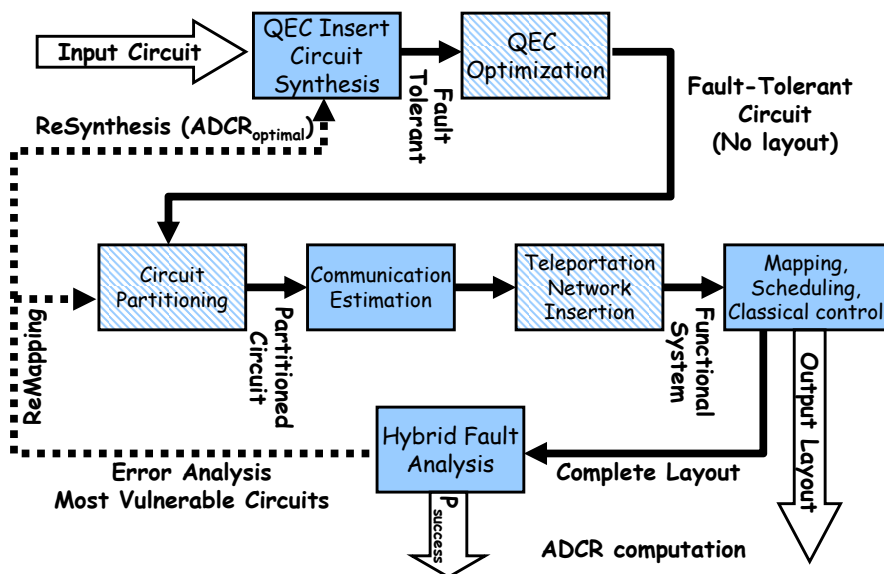 Input Circuit
QEC Insert
Circuit
Synthesis
Fault
Tolerant
QEC
Optimization
Fault-Tolerant
Circuit
(No layout)
ReSynthesis (ADCRoptimal)
Circuit
Partitioning
Partitioned
Circuit
Communication
Estimation
Teleportation
Network
Insertion
Functional
System
Mapping,
Scheduling,
Classical control
ReMapping
Output Layout
Hybrid Fault
Analysis
Complete Layout
Error Analysis
Most Vulnerable Circuits
Psuccess
ADCR computation